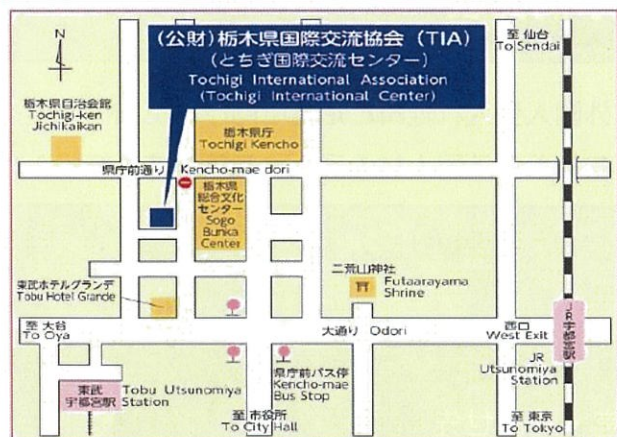 (公財)栃木県国際交流協会 (TIA)
(とちぎ国際交流センター)
Tochigi International Association
(Tochigi International Center)
至 仙台
To Sendai
N
栃木県自治会館
Tochigi-ken
Jichikaikan
栃木県庁
Tochigi Kencho
県庁前通り Kencho-mae dori
栃木県
総合文化
センター
Sogo
Bunka
Center
東武ホテルグランデ
Tobu Hotel Grande
二荒山神社
Futaarayama
Shrine
至 大谷
To Oya
大通り Odori
西口
West Exit
JR宇都宮駅
JR
Utsunomiya
Station
県庁前バス停
Kencho-mae
Bus Stop
東武
宇都宮駅
Tobu Utsunomiya
Station
至 市役所
To City Hall
至 東京
To Tokyo